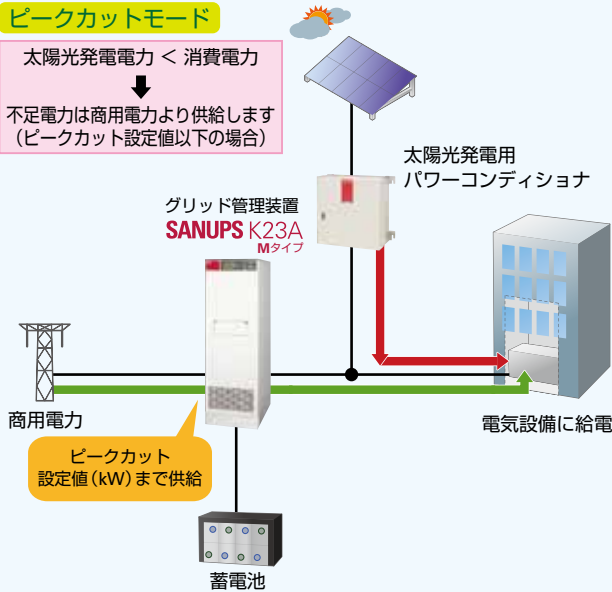 ピークカットモード
太陽光発電電力 < 消費電力
不足電力は商用電力より供給します
(ピークカット設定値以下の場合)
太陽光発電用
パワーコンディショナ
グリッド管理装置
SANUPS K23A
Mタイプ
商用電力
電気設備に給電
ピークカット
設定値(kW)まで供給
蓄電池